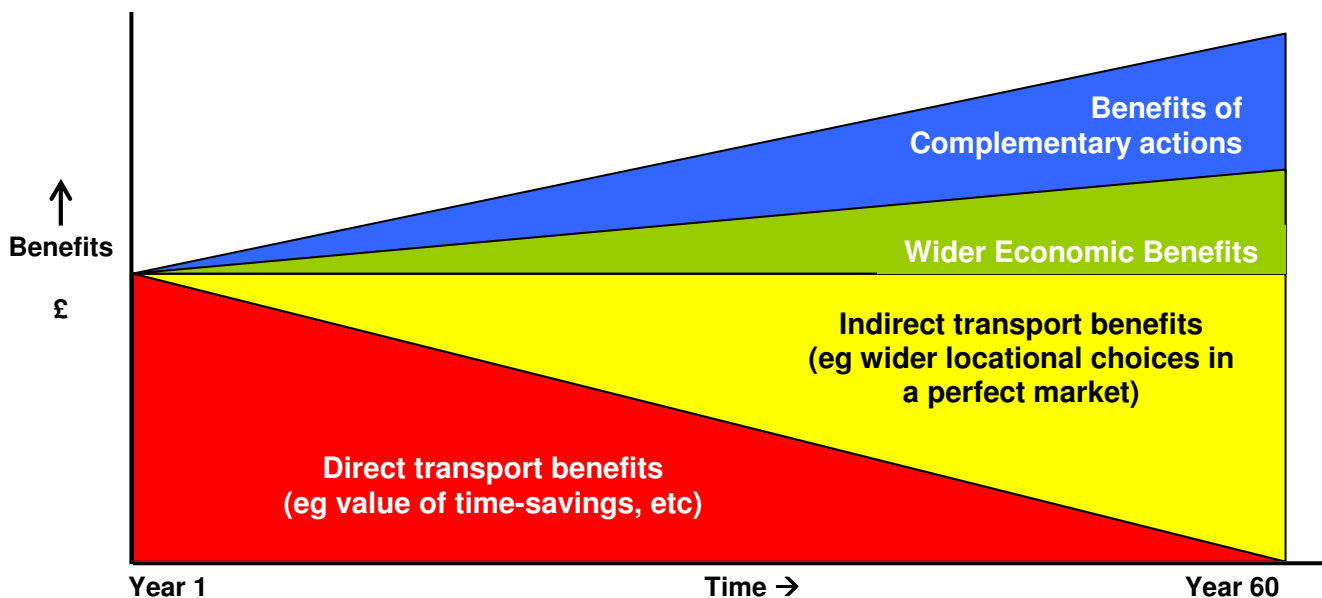 Benefits of
Complementary actions
Benefits
£
Wider Economic Benefits
Indirect transport benefits
(eg wider locational choices in
a perfect market)
Direct transport benefits
(eg value of time-savings, etc)
Year 1
Time →
Year 60